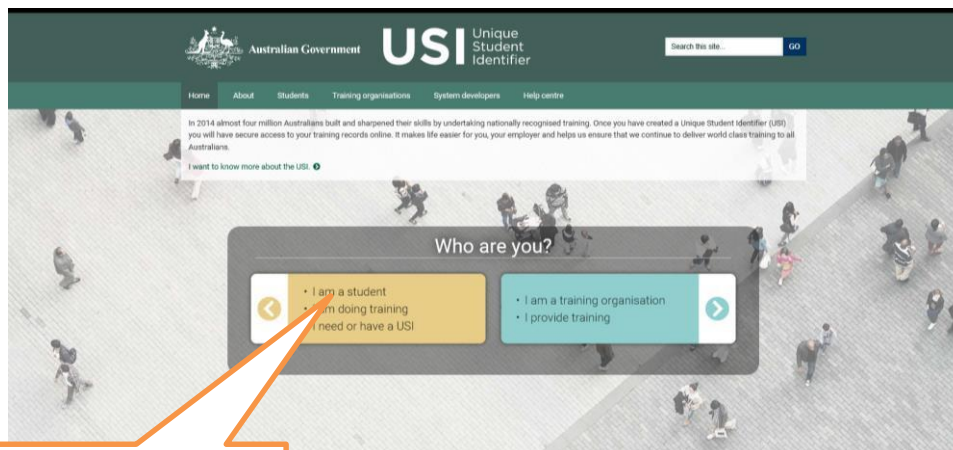 Australian Government
USI
Unique
Student
Identifier
Search this site...
GO
Home About Students Training organisations System developers Help centre
In 2014 almost four million Australians built and sharpened their skills by undertaking nationally recognised training. Once you have created a Unique Student Identifier (USI)
you will have secure access to your training records online. It makes life easier for you, your employer and helps us ensure that we continue to deliver world class training to all
Australians.
I want to know more about the USI.
Who are you?
• I am a student
• I am doing training
I need or have a USI
• I am a training organisation
• I provide training